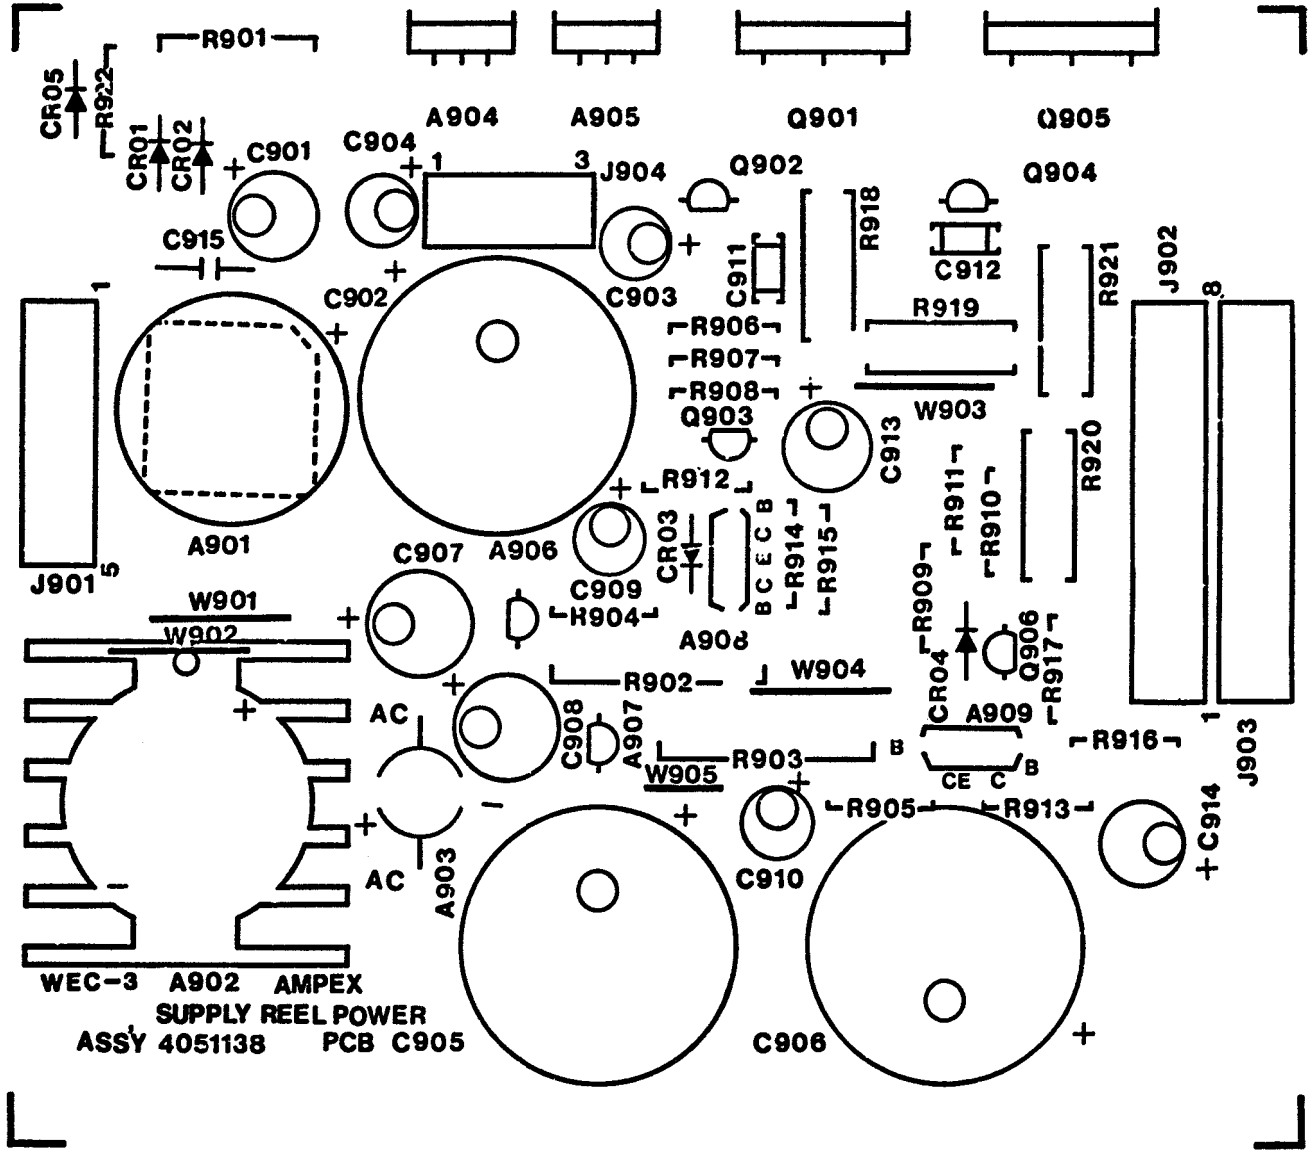 R901
CR05
R922
A904
A905
Q901
Q905
CR01
CR02
+
C901
C904
+
1
3
J904
Q902
Q904
R918
C915
+
C902
+
C903
C911
C912
R921
J902
1
+
R906
R919
8
R907
R908
+
W903
Q903
C913
R920
R912
R911
+
R910
A901
C907
A906
CR03
B C E C B
R914
R915
J901
5
C909
R909
W901
+
R904
A908
Q906
R917
W902
+
R902
W904
CR04
+
AC
C908
A907
A909
1
B
R916
J903
R903
W905
CE C B
+
−
+
+
R905
R913
C914
+
AC
A903
C910
−
WEC-3 A902 AMPEX
SUPPLY REEL POWER
ASSY 4051138 PCB C905
C906
+